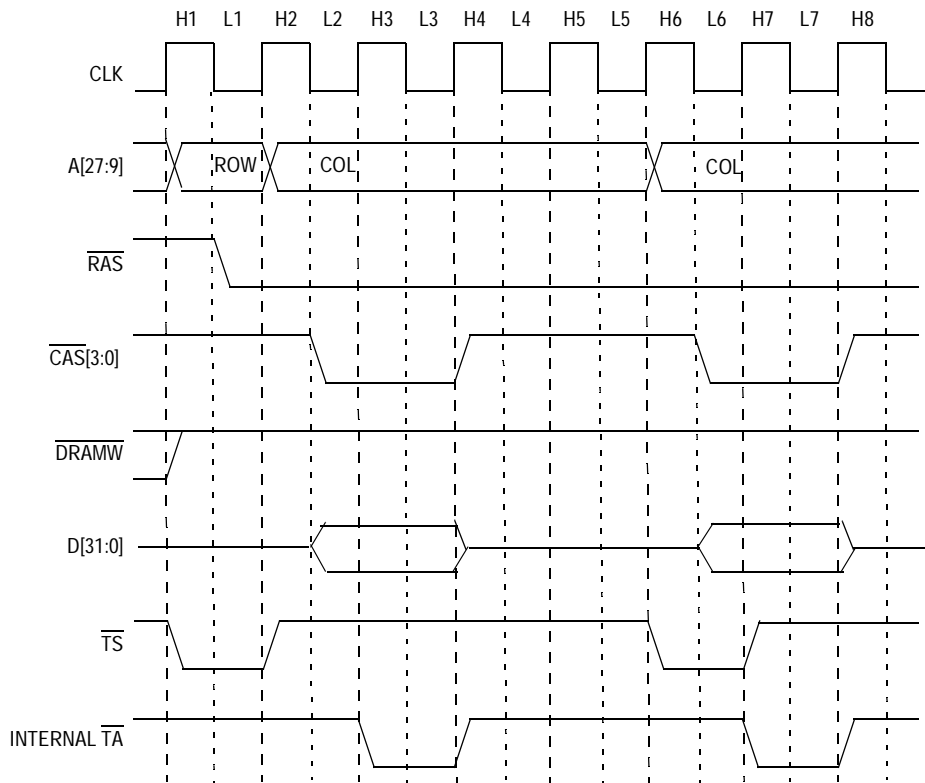 H1 L1 H2 L2 H3 L3 H4 L4 H5 L5 H6 L6 H7 L7 H8
CLK
A[27:9] ROW COL COL
RAS
CAS[3:0]
DRAMW
D[31:0]
TS
INTERNAL TA